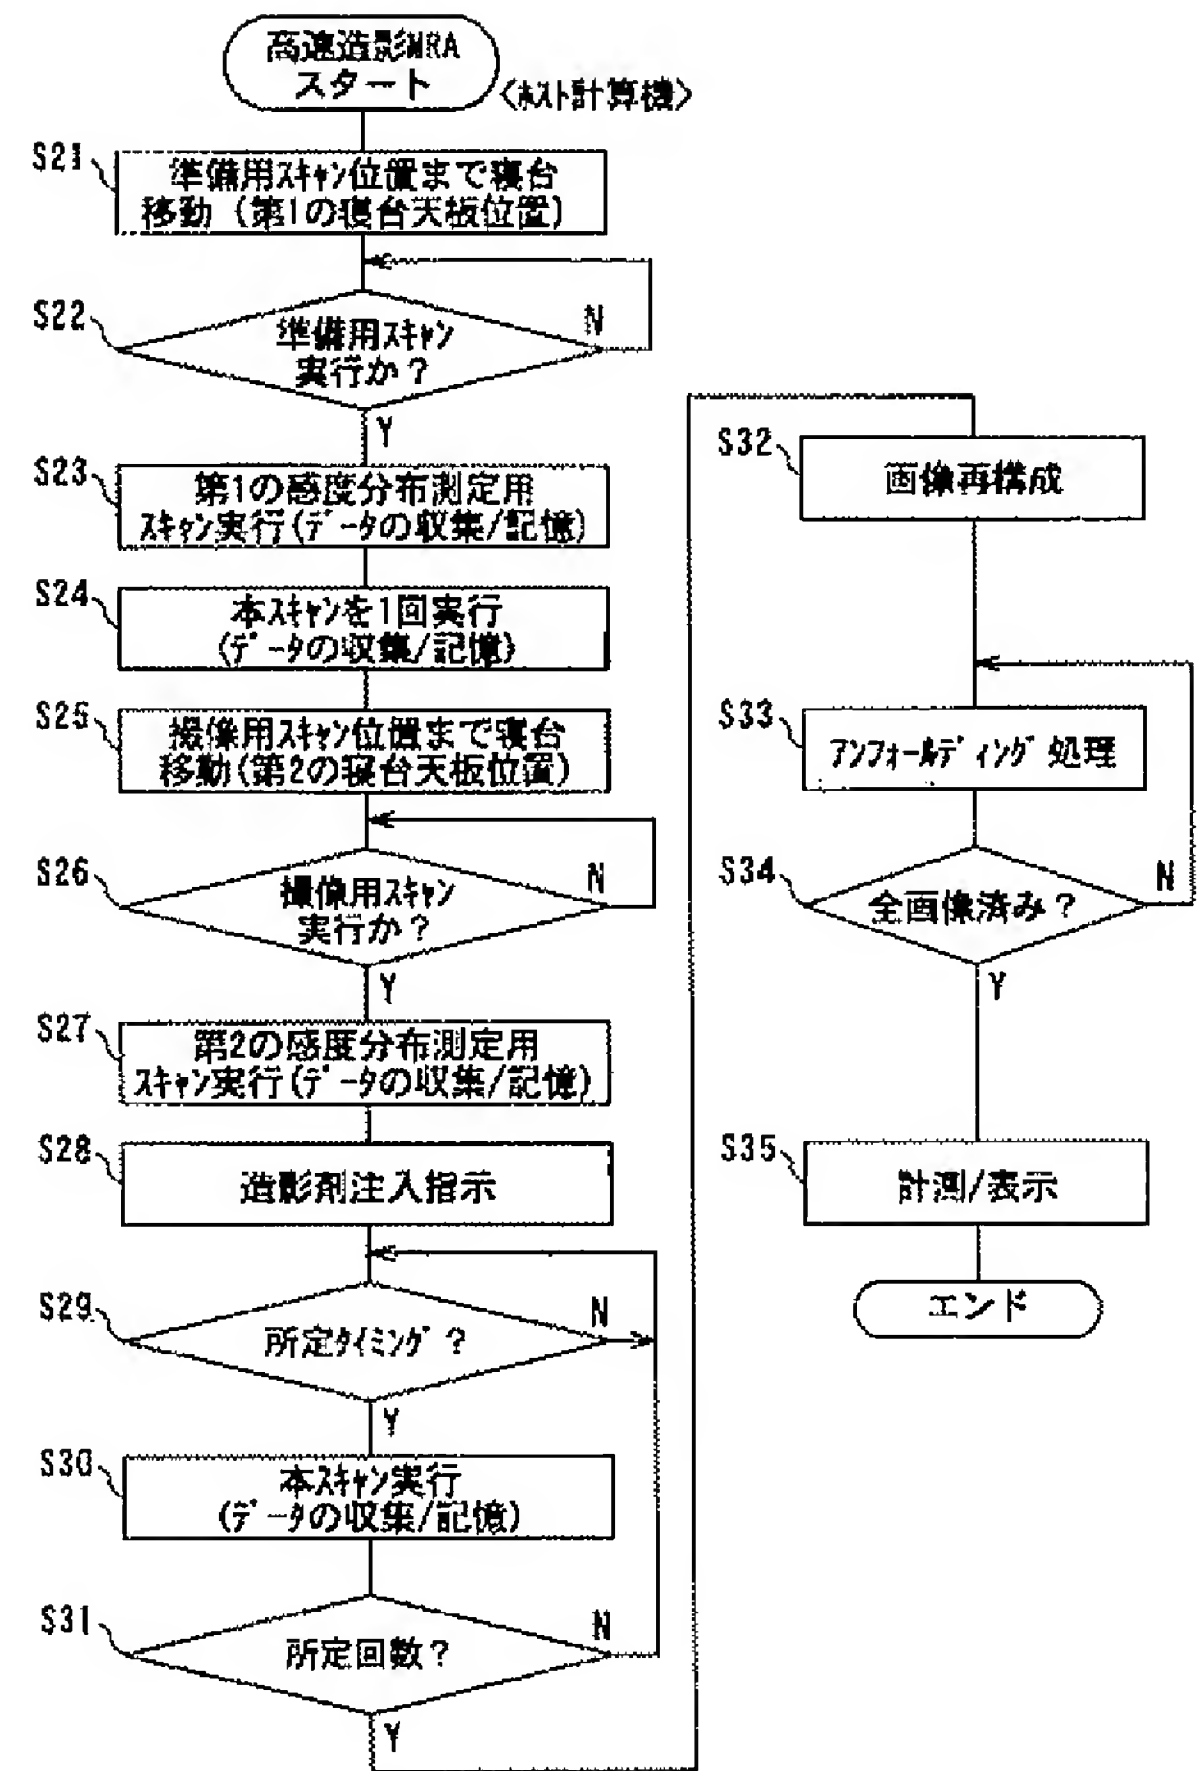 高速造影MRA
スタート
〈ホスト計算機〉
S21
準備用スキャン位置まで寝台
移動(第1の寝台天板位置)
S22
準備用スキャン
実行か?
N
Y
S23
第1の感度分布測定用
スキャン実行(データの収集/記憶)
S24
本スキャンを1回実行
(データの収集/記憶)
S25
撮像用スキャン位置まで寝台
移動(第2の寝台天板位置)
S26
撮像用スキャン
実行か?
N
Y
S27
第2の感度分布測定用
スキャン実行(データの収集/記憶)
S28
造影剤注入指示
S29
所定タイミング?
N
Y
S30
本スキャン実行
(データの収集/記憶)
S31
所定回数?
N
Y
S32
画像再構成
S33
アンフォールディング処理
S34
全画像済み?
N
Y
S35
計測/表示
エンド